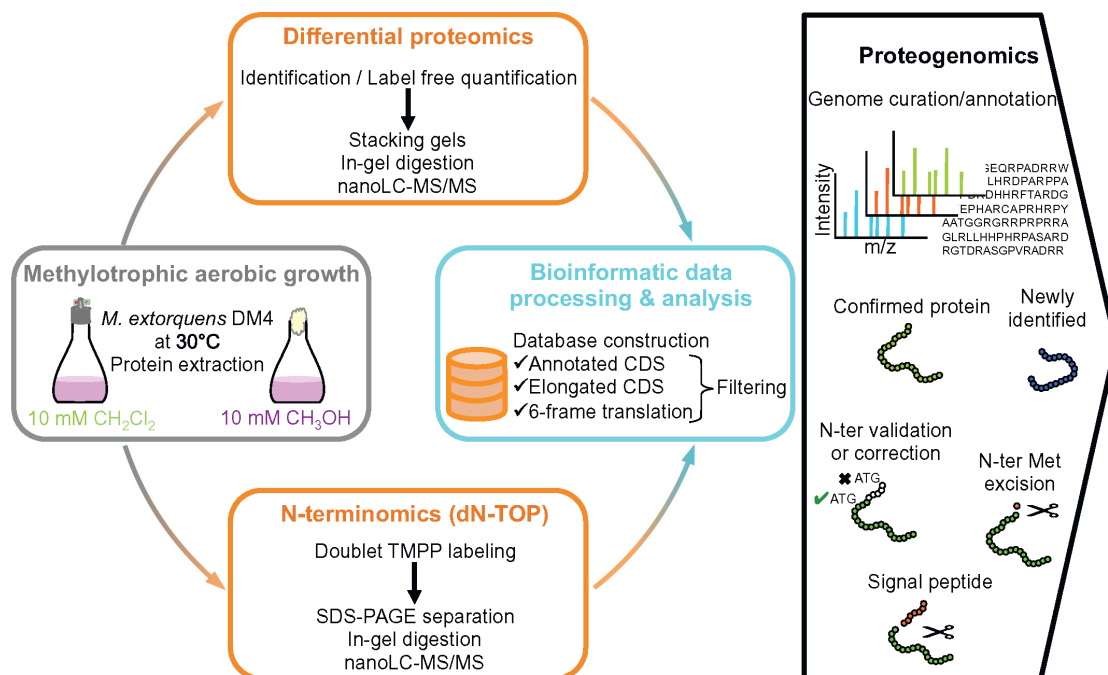 Differential proteomics
Identification / Label free quantification
Stacking gels
In-gel digestion
nanoLC-MS/MS
Methylotrophic aerobic growth
M. extorquens DM4
at 30°C
Protein extraction
10 mM CH₂Cl₂
10 mM CH₃OH
Bioinformatic data
processing & analysis
Database construction
✓Annotated CDS
✓Elongated CDS
✓6-frame translation
Filtering
N-terminomics (dN-TOP)
Doublet TMPP labeling
SDS-PAGE separation
In-gel digestion
nanoLC-MS/MS
Proteogenomics
Genome curation/annotation
Intensity
m/z
EQRPADRRW
LHRDPARPPA
DHHRFTARDG
EPHARCAPRHRPY
AATGGRGRRPRPRRA
GLRLLHHPHRPASARD
RGTDRASGPVRADRR
Confirmed protein
Newly
identified
N-ter validation
or correction
✖ ATG
✓ATG
N-ter Met
excision
Signal peptide